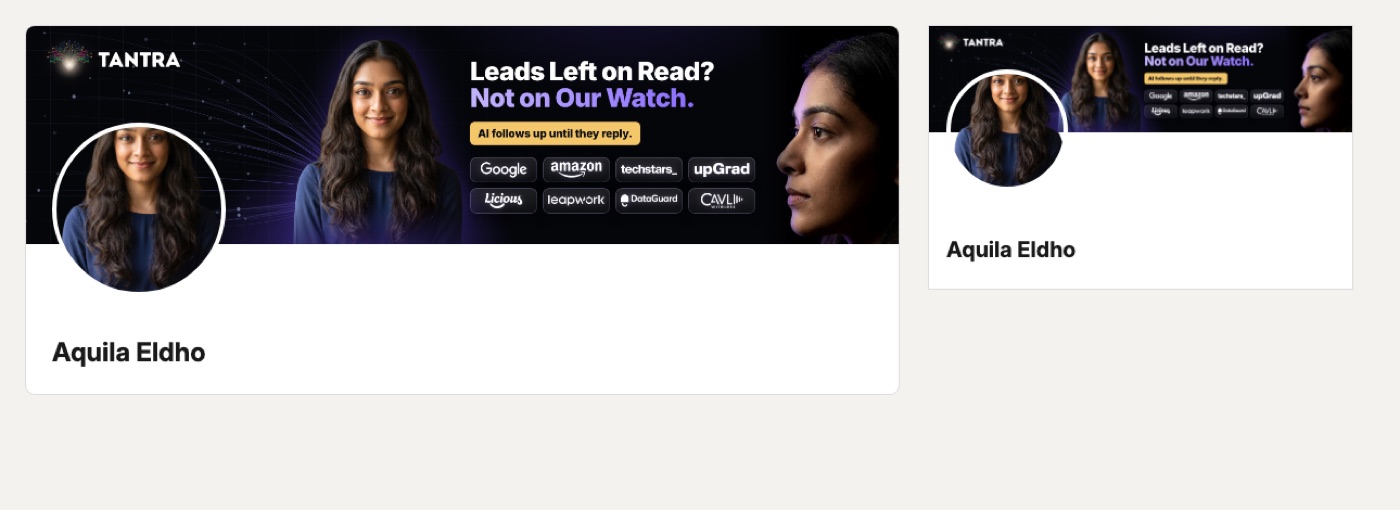 TANTRA
Leads Left on Read?
Not on Our Watch.
AI follows up until they reply.
Google amazon techstars_ upGrad
Licious leapwork DataGuard CAVLI
WIRELESS
Aquila Eldho
TANTRA
Leads Left on Read?
Not on Our Watch.
AI follows up until they reply.
Google amazon techstars_ upGrad
Licious leapwork DataGuard CAVLI
Aquila Eldho